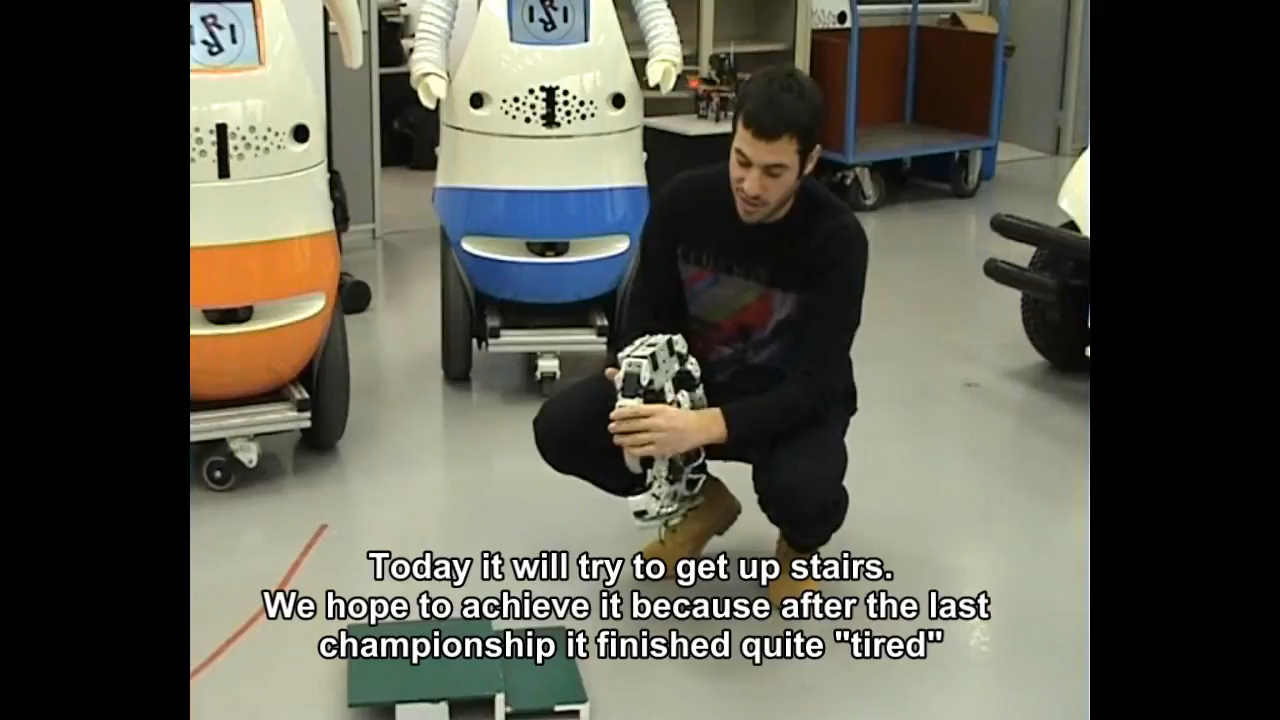 Today it will try to get up stairs.
We hope to achieve it because after the last
championship it finished quite "tired"